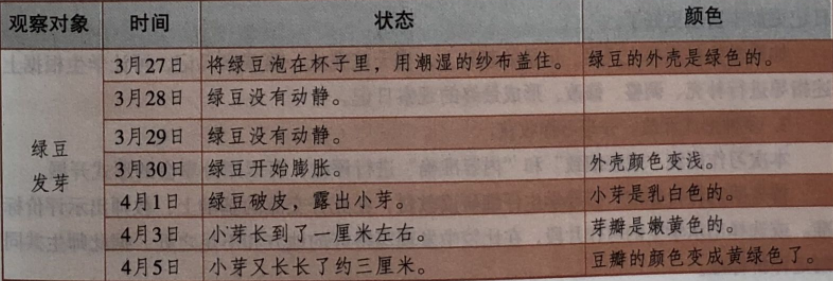 观察对象 时间 状态 颜色
3月27日 将绿豆泡在杯子里，用潮湿的纱布盖住。 绿豆的外壳是绿色的。
3月28日 绿豆没有动静。
3月29日 绿豆没有动静。
绿豆发芽
3月30日 绿豆开始膨胀。 外壳颜色变浅。
4月1日 绿豆破皮，露出小芽。 小芽是乳白色的。
4月3日 小芽长到了一厘米左右。 芽瓣是嫩黄色的。
4月5日 小芽又长长了约三厘米。 豆瓣的颜色变成黄绿色了。